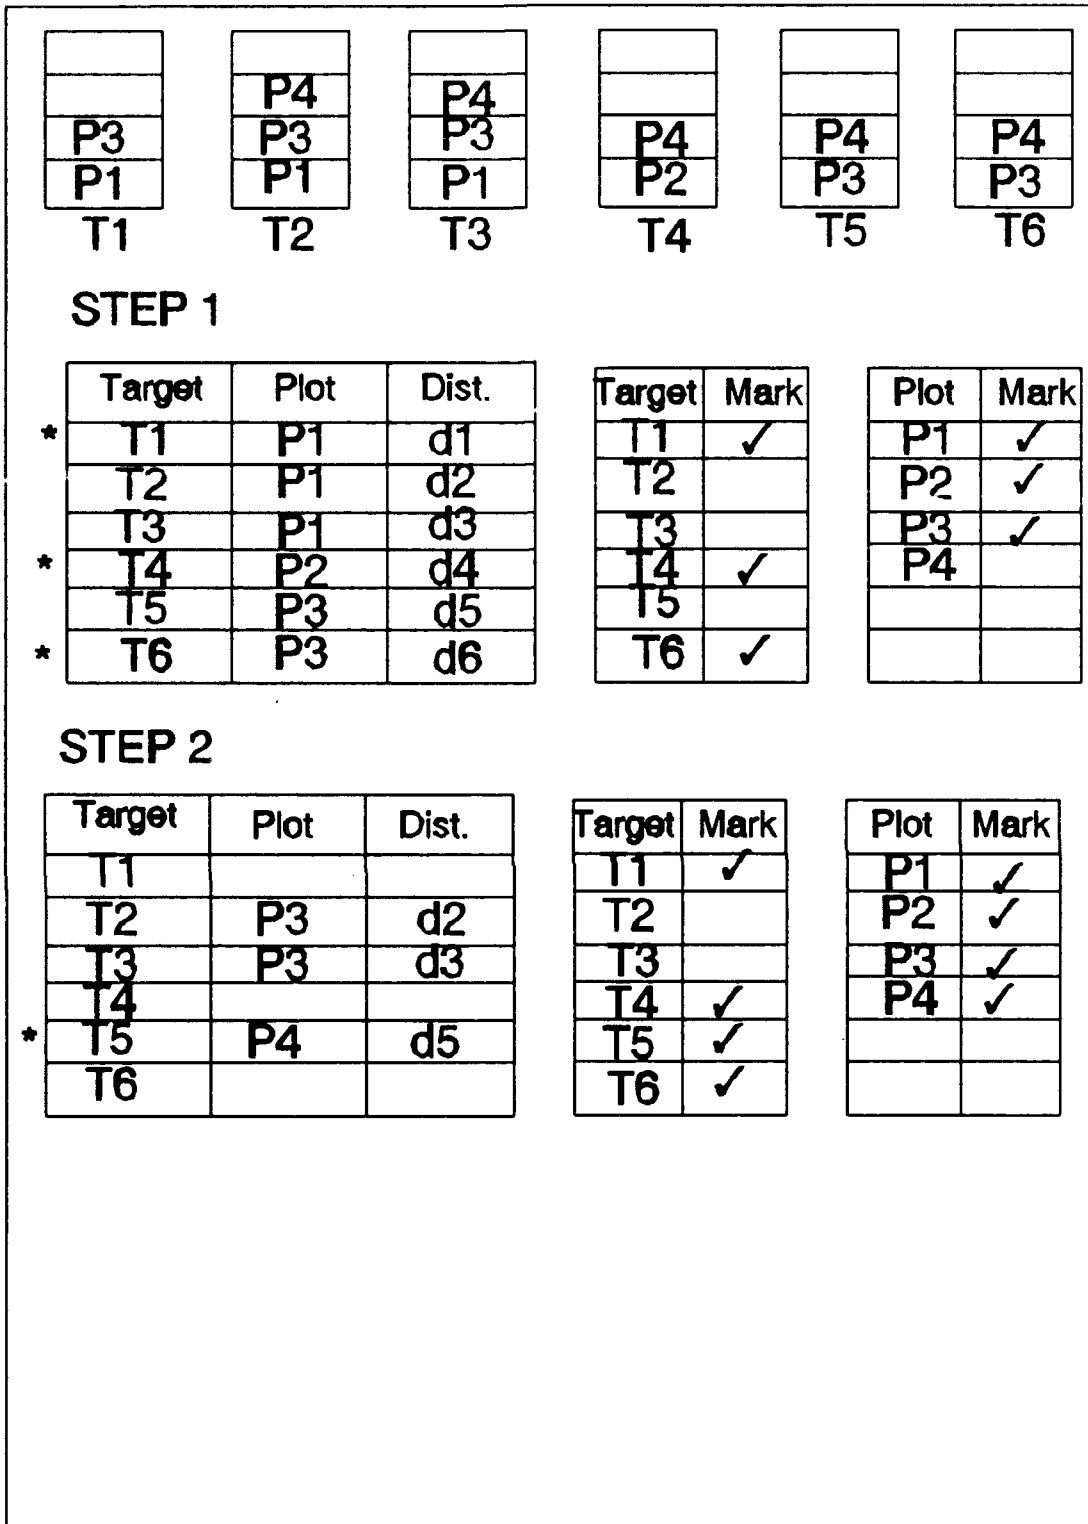 P4 P4
P3 P3 P3 P4 P4 P4
P1 P1 P1 P2 P3 P3
T1 T2 T3 T4 T5 T6
STEP 1
Target Plot Dist. Target Mark Plot Mark
* T1 P1 d1 T1 ✓ P1 ✓
T2 P1 d2 T2 P2 ✓
T3 P1 d3 T3 P3 ✓
* T4 P2 d4 T4 ✓ P4
T5 P3 d5 T5
* T6 P3 d6 T6 ✓
STEP 2
Target Plot Dist. Target Mark Plot Mark
T1 T1 ✓ P1 ✓
T2 P3 d2 T2 P2 ✓
T3 P3 d3 T3 P3 ✓
T4 T4 ✓ P4 ✓
* T5 P4 d5 T5 ✓
T6 T6 ✓